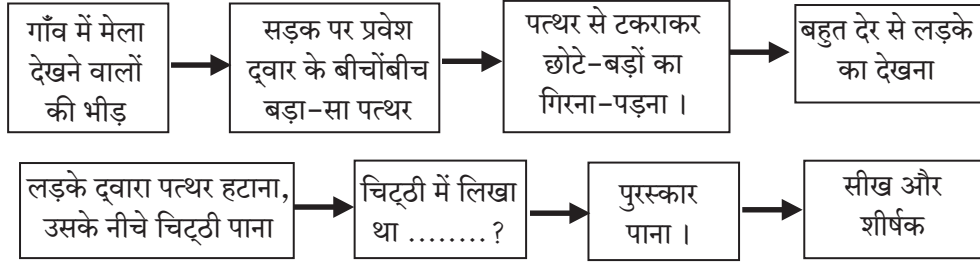 गाँव में मेला
देखने वालों
की भीड़
सड़क पर प्रवेश
द्‌वार के बीचोंबीच
बड़ा-सा पत्थर
पत्थर से टकराकर
छोटे-बड़ों का
गिरना-पड़ना ।
बहुत देर से लड़के
का देखना
लड़के द्‌वारा पत्थर हटाना,
उसके नीचे चिट्‌ठी पाना
चिट्‌ठी में लिखा
था ........?
पुरस्कार
पाना ।
सीख और
शीर्षक